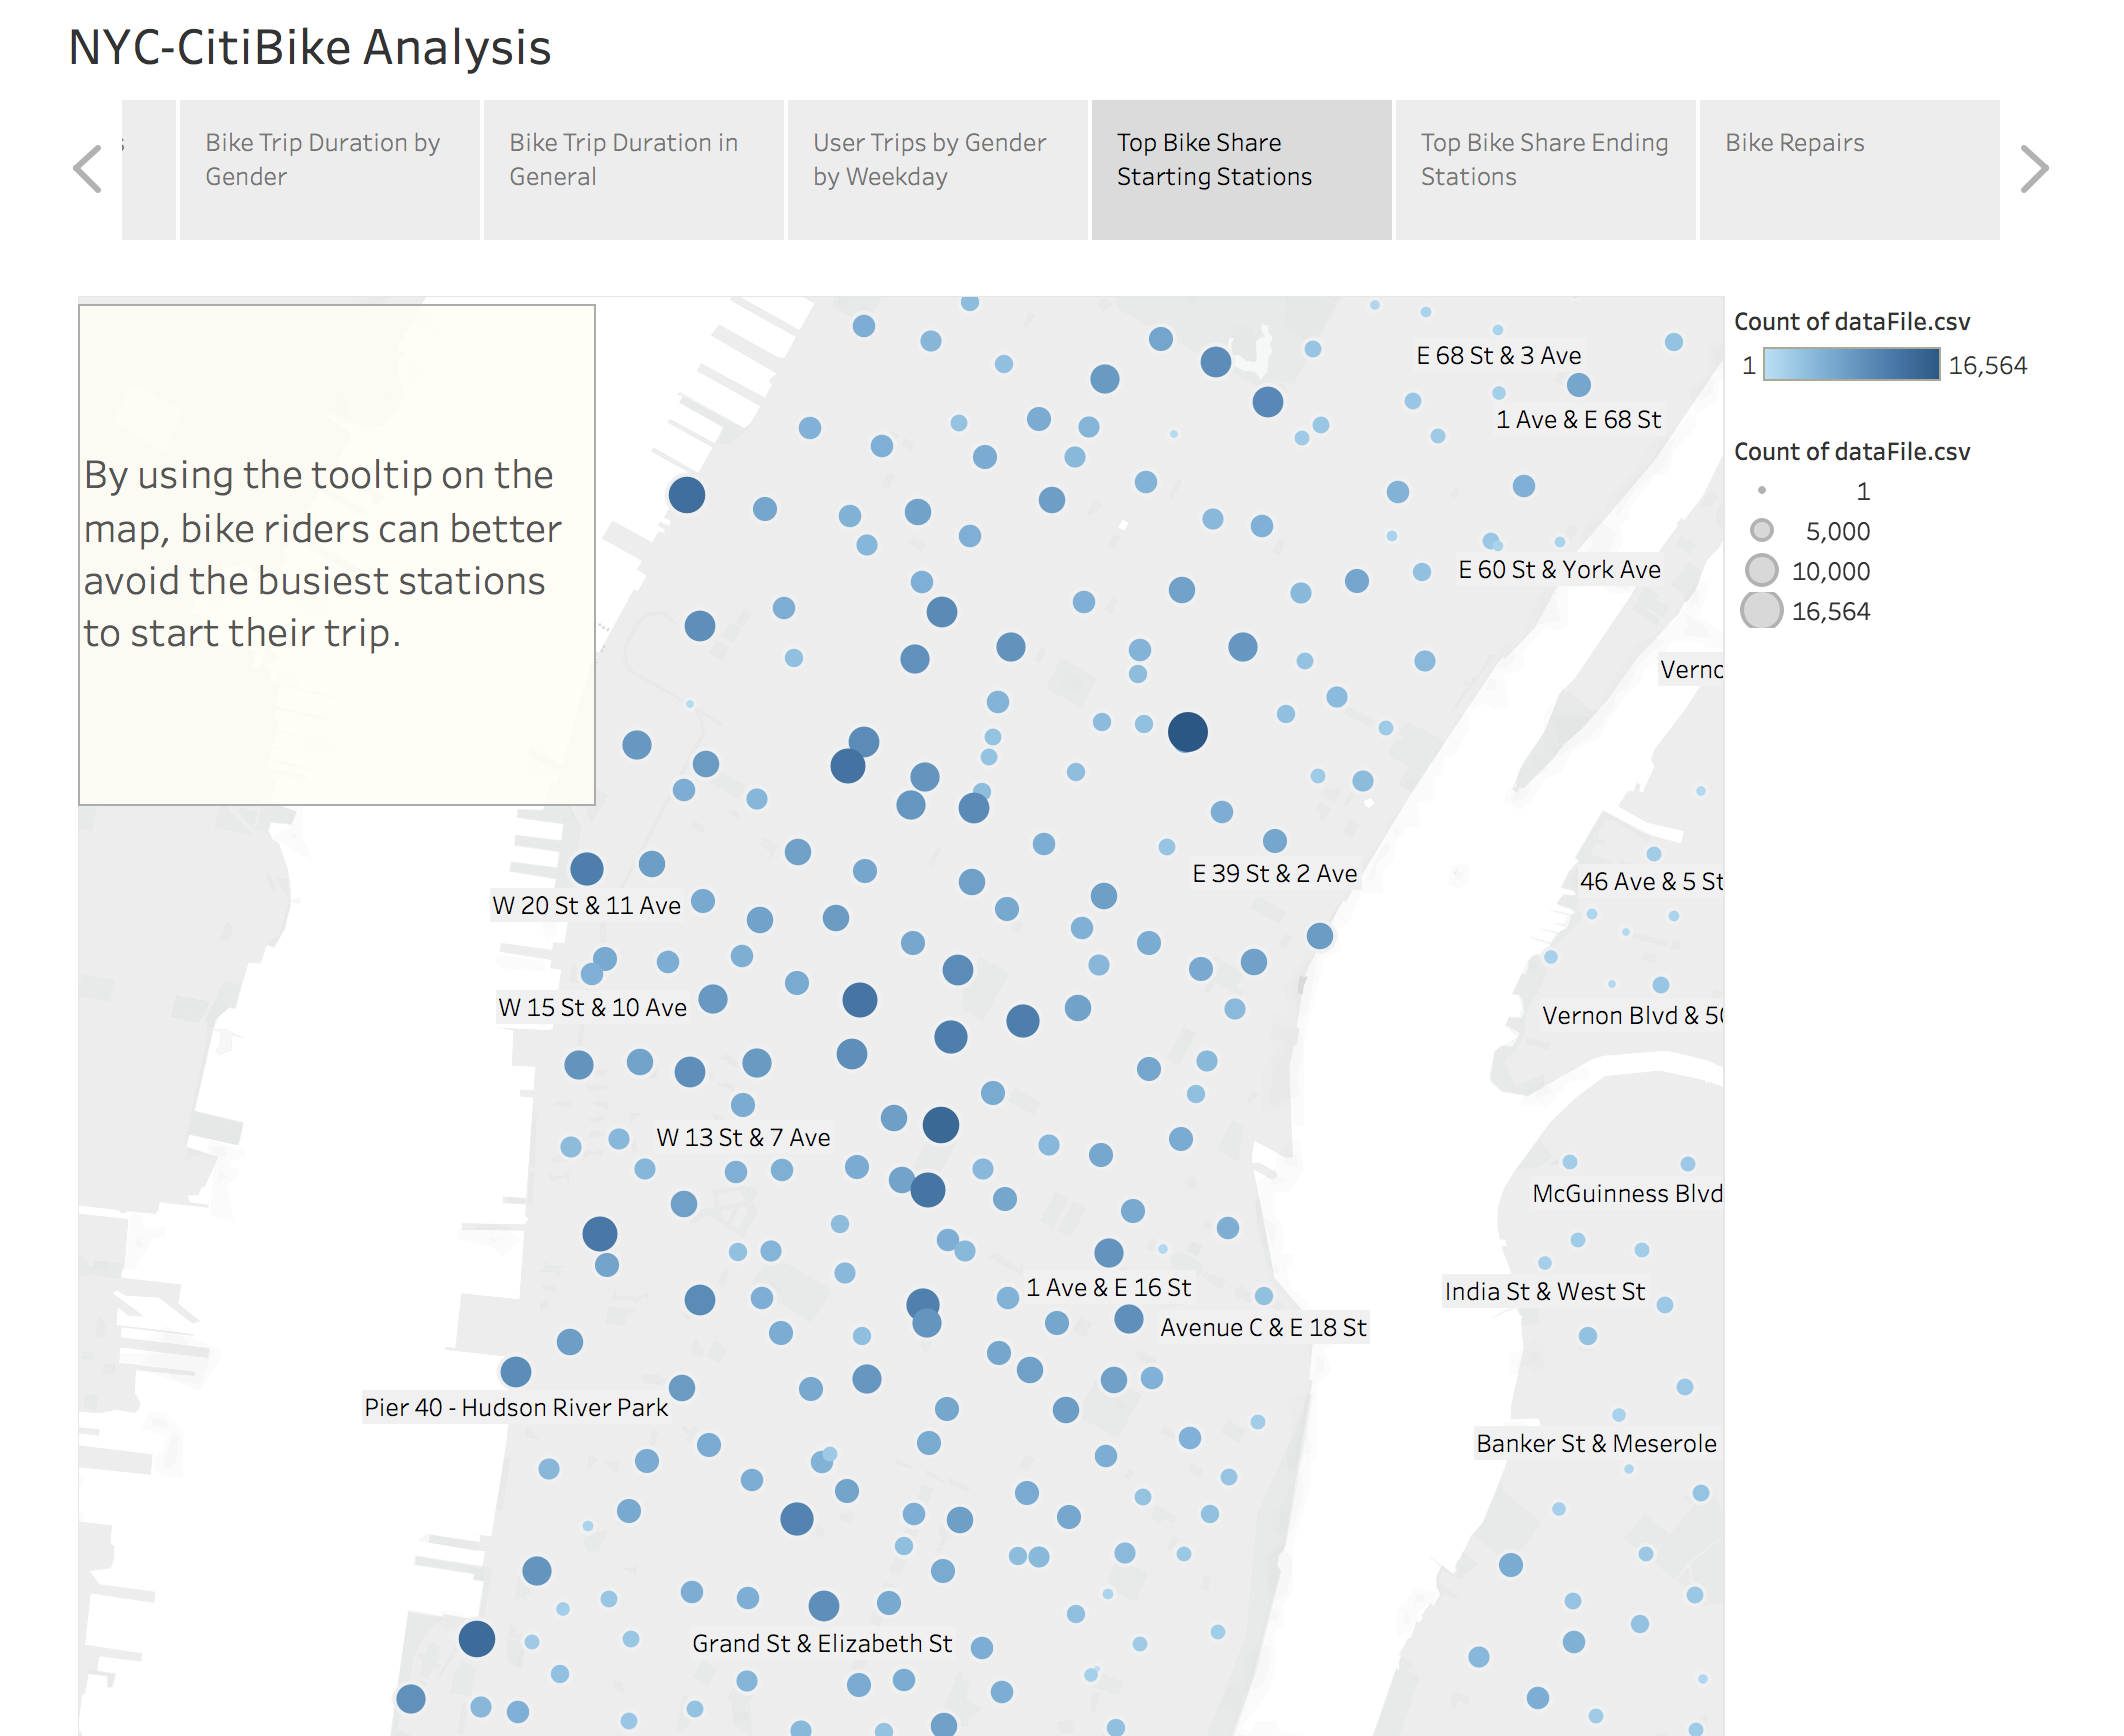 NYC-CitiBike Analysis
s
Bike Trip Duration by
Gender
Bike Trip Duration in
General
User Trips by Gender
by Weekday
Top Bike Share
Starting Stations
Top Bike Share Ending
Stations
Bike Repairs
By using the tooltip on the
map, bike riders can better
avoid the busiest stations
to start their trip.
E 68 St & 3 Ave
1 Ave & E 68 St
E 60 St & York Ave
Verno
E 39 St & 2 Ave
46 Ave & 5 St
W 20 St & 11 Ave
W 15 St & 10 Ave
Vernon Blvd & 50
W 13 St & 7 Ave
McGuinness Blvd
1 Ave & E 16 St
India St & West St
Avenue C & E 18 St
Pier 40 - Hudson River Park
Banker St & Meserole
Grand St & Elizabeth St
Count of dataFile.csv
1 16,564
Count of dataFile.csv
1
5,000
10,000
16,564